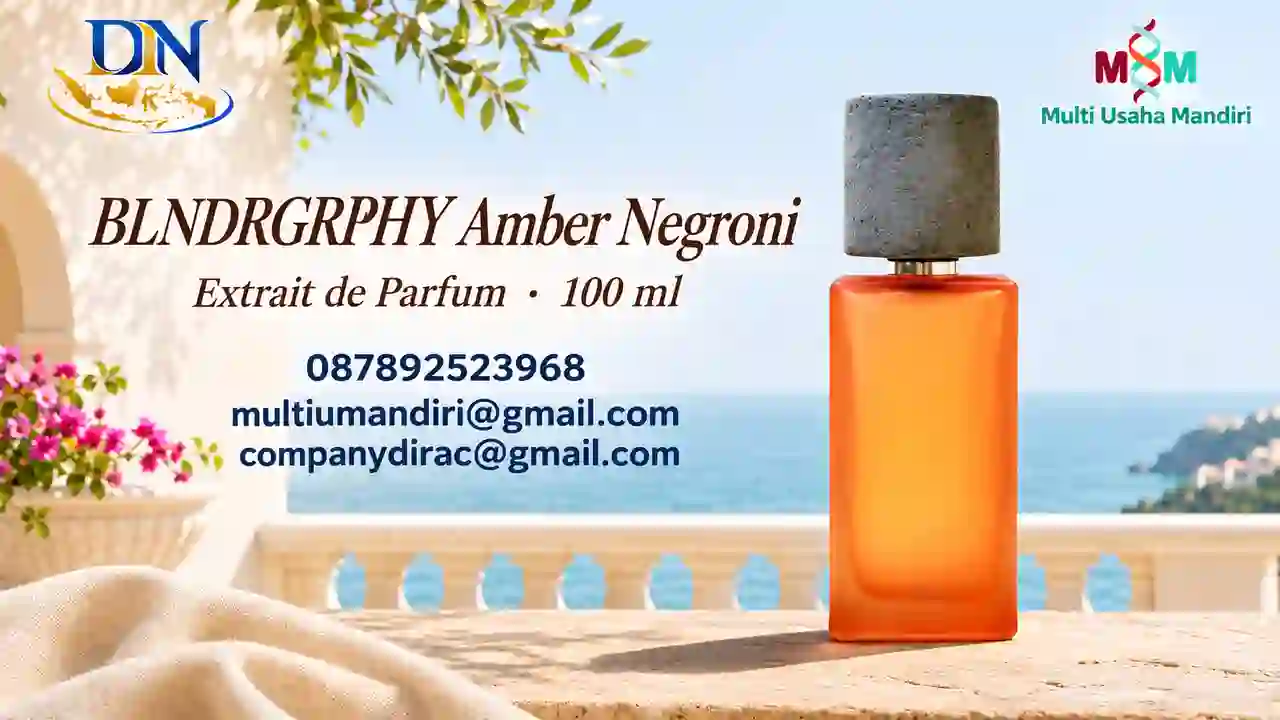 DN
MM
Multi Usaha Mandiri
BLNDRGRPHY Amber Negroni
Extrait de Parfum · 100 ml
087892523968
multiumandiri@gmail.com
companydirac@gmail.com